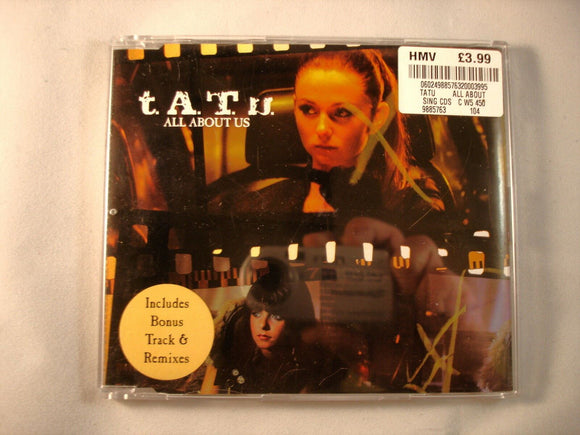 HMV £3.99
06024988576320003995
TATU ALL ABOUT
SING CDS C W5 450
9885763 104
t.A.T.u.
ALL ABOUT US
Includes
Bonus
Track &
Remixes